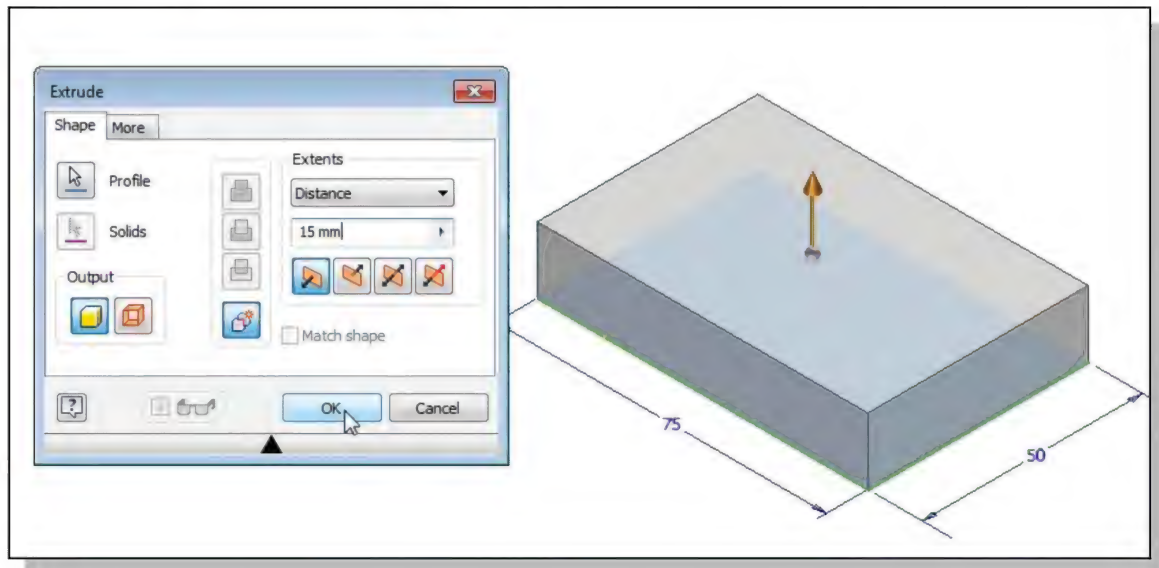 Extrude
Shape
More
Profile
Solids
Output
Extents
Distance
15 mm
Match shape
?
OK
Cancel
75
50